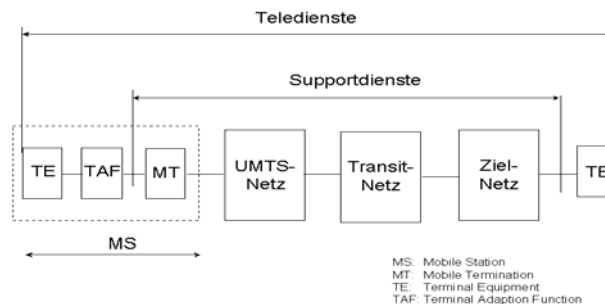 Teledienste
Supportdienste
TE
TAF
MT
UMTS-
Netz
Transit-
Netz
Ziel-
Netz
TE
MS
MS: Mobile Station
MT: Mobile Termination
TE: Terminal Equipment
TAF: Terminal Adaption Function